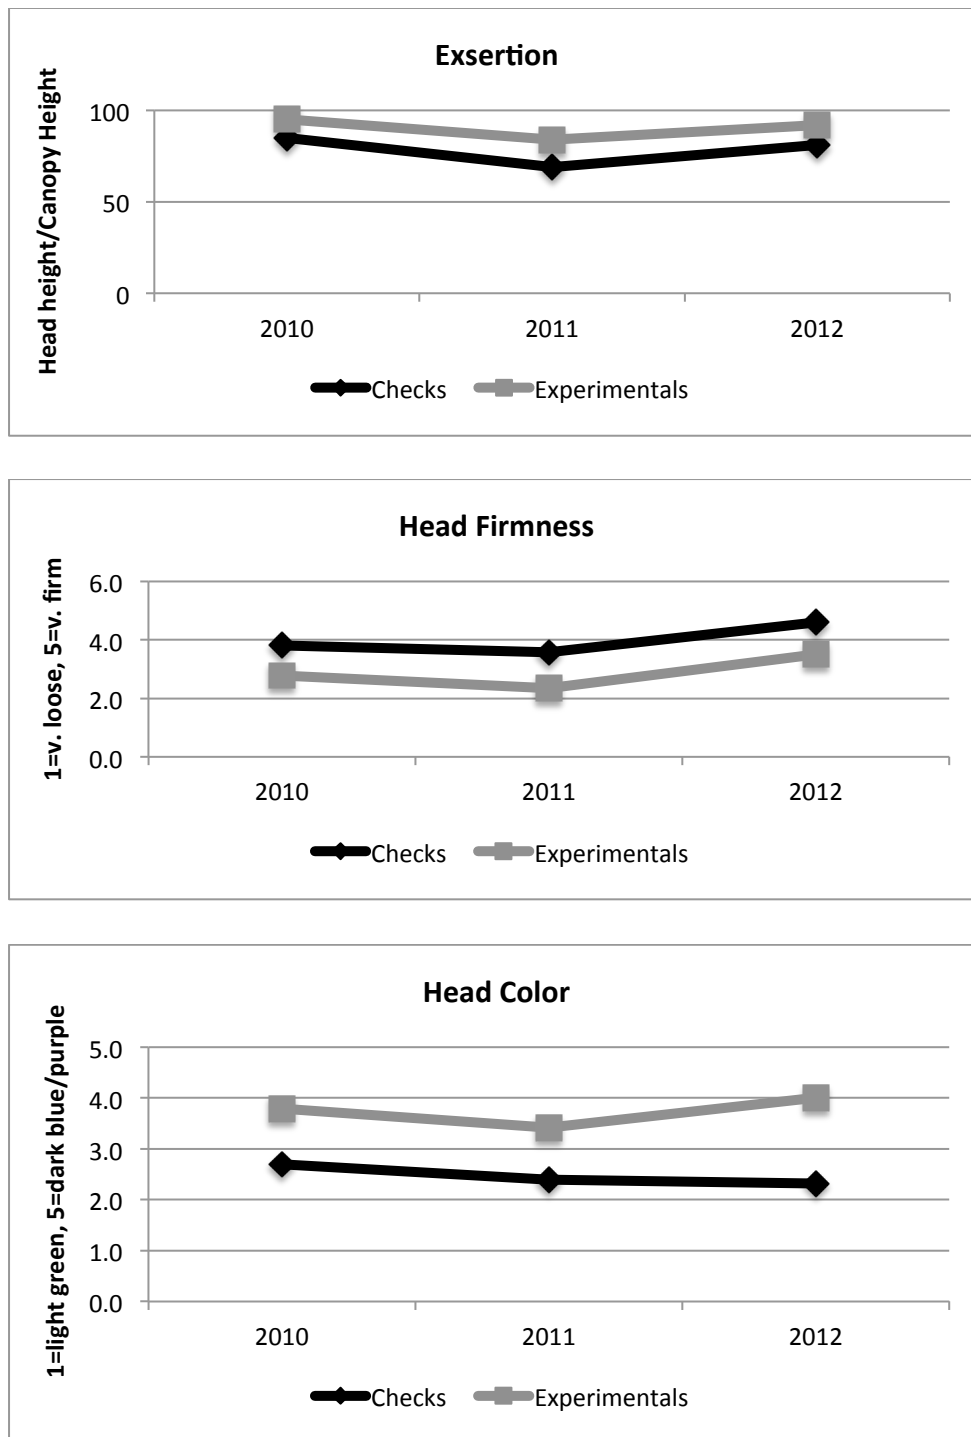 Exsertion
Head height/Canopy Height
100
50
0
2010 2011 2012
Checks Experimentals
Head Firmness
1=v. loose, 5=v. firm
6.0
4.0
2.0
0.0
2010 2011 2012
Checks Experimentals
Head Color
1=light green, 5=dark blue/purple
5.0
4.0
3.0
2.0
1.0
0.0
2010 2011 2012
Checks Experimentals